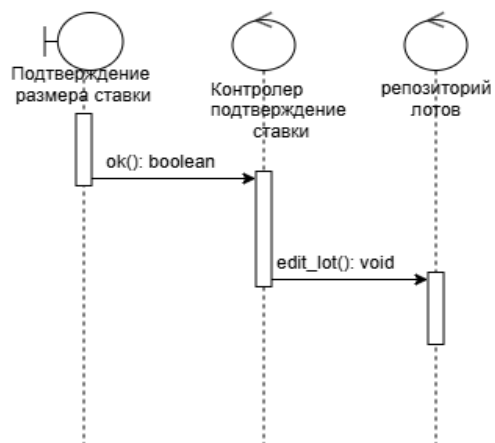 Подтверждение
размера ставки
Контролер
подтверждение
ставки
репозиторий
лотов
ok(): boolean
edit_lot(): void